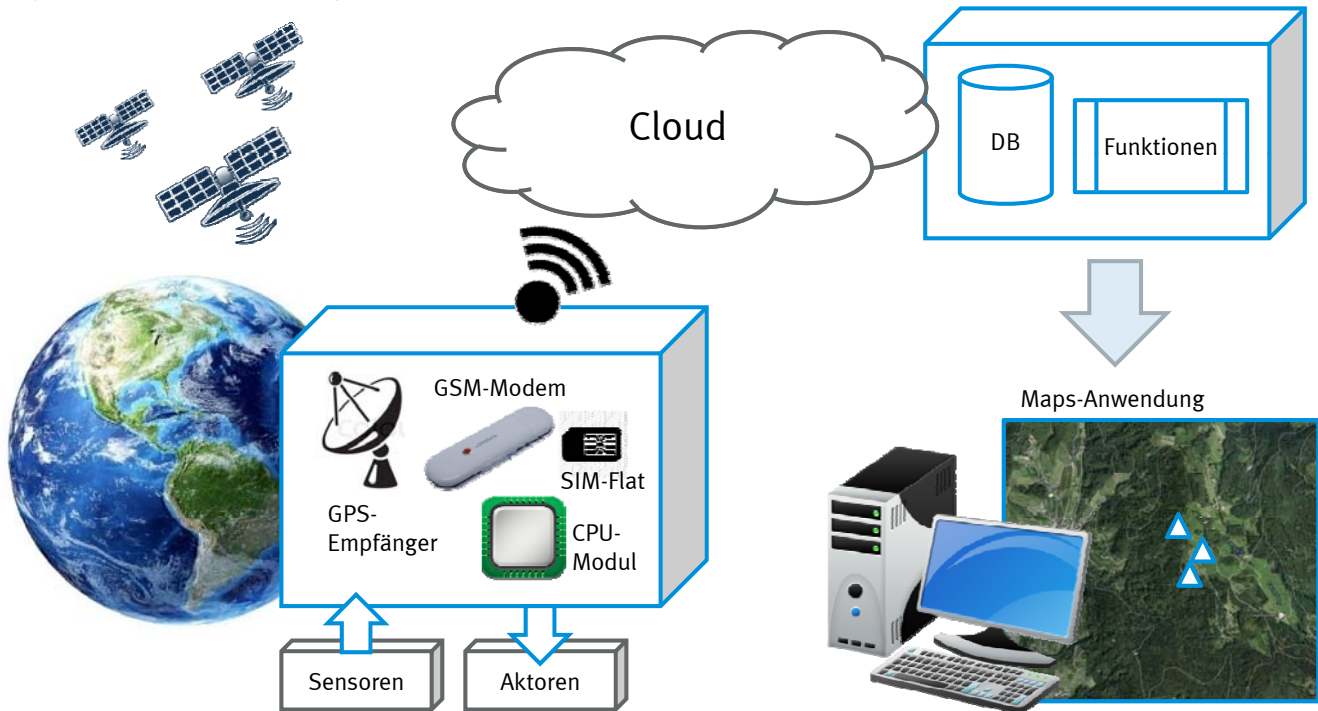 Cloud
DB
Funktionen
GSM-Modem
SIM-Flat
GPS-
Empfänger
CPU-
Modul
Sensoren
Aktoren
Maps-Anwendung